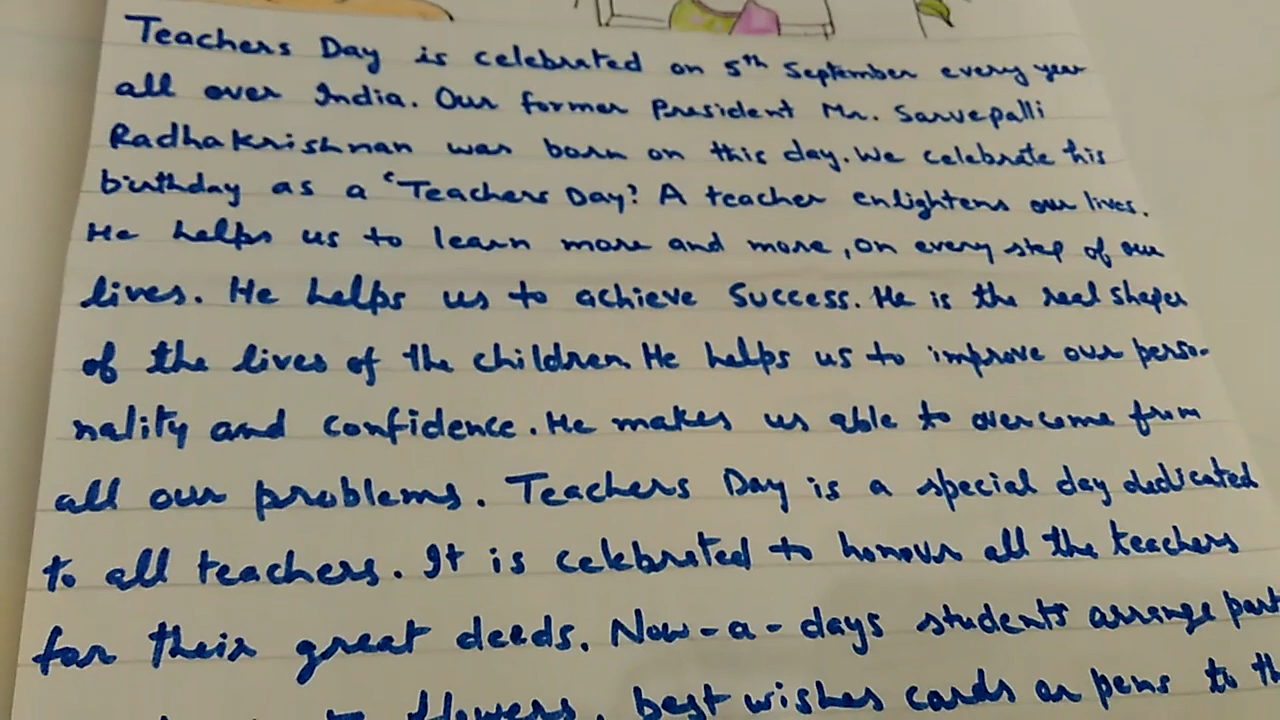 Teachers Day is celebrated on 5th September every year
all over India. Our former President Mr. Sarvepalli
Radhakrishnan was born on this day. We celebrate his
birthday as a 'Teachers Day'. A teacher enlightens our lives.
He helps us to learn more and more, on every step of our
lives. He helps us to achieve Success. He is the real shaper
of the lives of the children. He helps us to improve our perso-
nality and confidence. He makes us able to overcome from
all our problems. Teachers Day is a special day dedicated
to all teachers. It is celebrated to honour all the teachers
for their great deeds. Now-a-days students arrange part
flowers, best wishes cards or pens to th